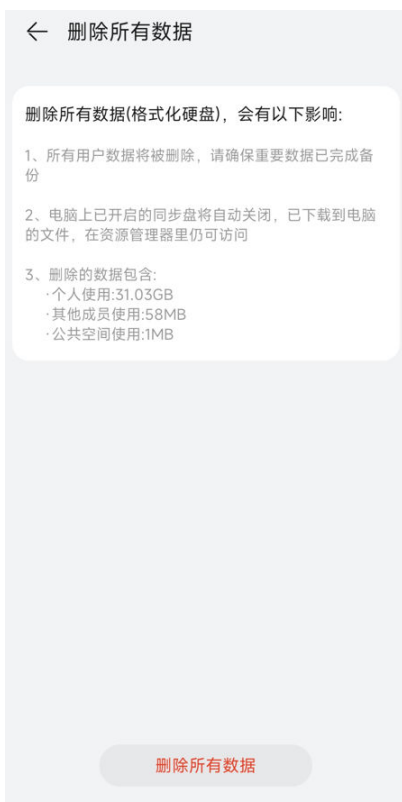 ← 删除所有数据
删除所有数据(格式化硬盘)，会有以下影响:
1、所有用户数据将被删除，请确保重要数据已完成备
份
2、电脑上已开启的同步盘将自动关闭，已下载到电脑
的文件，在资源管理器里仍可访问
3、删除的数据包含:
·个人使用:31.03GB
·其他成员使用:58MB
·公共空间使用:1MB
删除所有数据